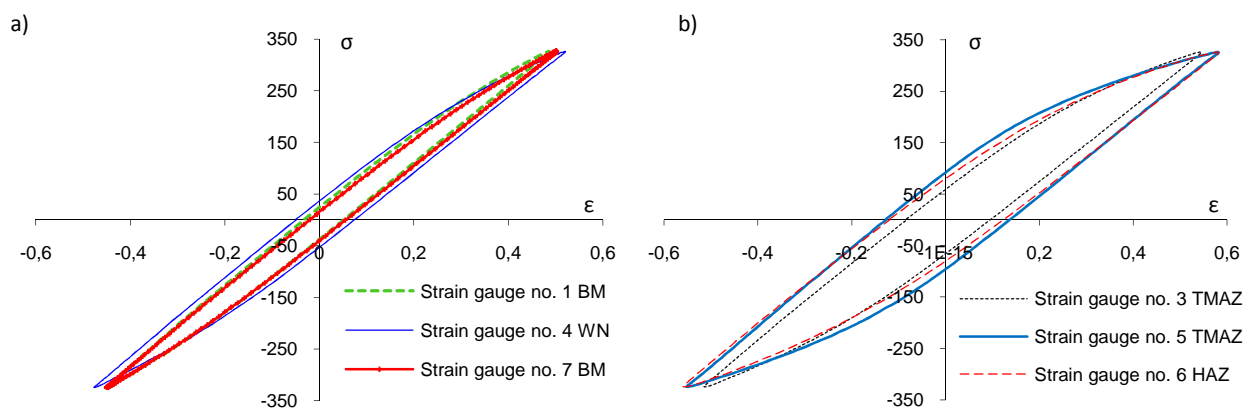 a)
σ
350
250
150
50
-50
-150
-250
-350
-0,6
-0,4
-0,2
0
0,2
0,4
0,6
ε
Strain gauge no. 1 BM
Strain gauge no. 4 WN
Strain gauge no. 7 BM
b)
σ
350
250
150
50
-50
-150
-250
-350
-0,6
-0,4
-0,2
-1E-15
0,2
0,4
0,6
ε
Strain gauge no. 3 TMAZ
Strain gauge no. 5 TMAZ
Strain gauge no. 6 HAZ